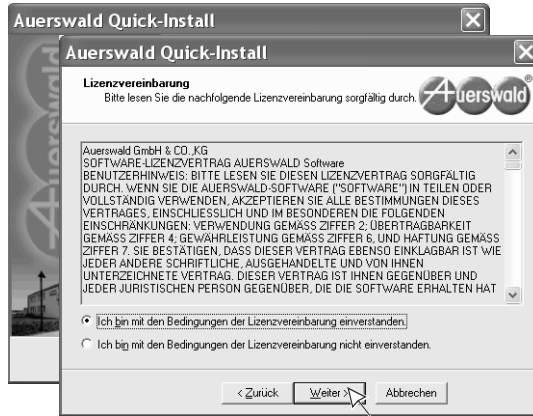 Auerswald Quick-Install
Auerswald Quick-Install
Lizenzvereinbarung
Bitte lesen Sie die nachfolgende Lizenzvereinbarung sorgfältig durch.
Auerswald
Auerswald GmbH & CO.,KG
SOFTWARE-LIZENZVERTRAG AUERSWALD Software
BENUTZERHINWEIS: BITTE LESEN SIE DIESEN LIZENZVERTRAG SORGFÄLTIG
DURCH. WENN SIE DIE AUERSWALD-SOFTWARE ("SOFTWARE") IN TEILEN ODER
VOLLSTÄNDIG VERWENDEN, AKZEPTIEREN SIE ALLE BESTIMMUNGEN DIESES
VERTRAGES, EINSCHLIESSLICH UND IM BESONDEREN DIE FOLGENDEN
EINSCHRÄNKUNGEN: VERWENDUNG GEMÄSS ZIFFER 2; ÜBERTRAGBARKEIT
GEMÄSS ZIFFER 4; GEWÄHRLEISTUNG GEMÄSS ZIFFER 6, UND HAFTUNG GEMÄSS
ZIFFER 7. SIE BESTÄTIGEN, DASS DIESER VERTRAG EBENSO EINKLAGBAR IST WIE
JEDER ANDERE SCHRIFTLICHE, AUSGEHANDELTE UND VON IHNEN
UNTERZEICHNETE VERTRAG. DIESER VERTRAG IST IHNEN GEGENÜBER UND
JEDER JURISTISCHEN PERSON GEGENÜBER, DIE DIE SOFTWARE ERHALTEN HAT
Ich bin mit den Bedingungen der Lizenzvereinbarung einverstanden.
Ich bin mit den Bedingungen der Lizenzvereinbarung nicht einverstanden.
< Zurück Weiter > Abbrechen